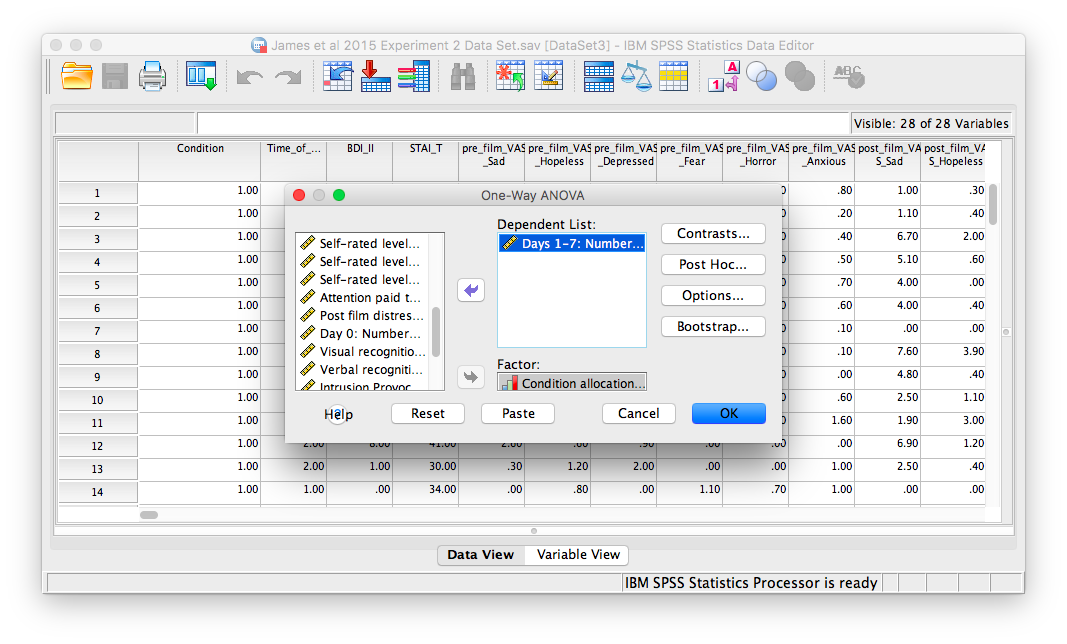 James et al 2015 Experiment 2 Data Set.sav [DataSet3] - IBM SPSS Statistics Data Editor
A
1
ABC
Visible: 28 of 28 Variables
Condition Time_of_... BDI_II STAI_T pre_film_VAS_Sad pre_film_VAS_Hopeless pre_film_VAS_Depressed pre_film_VAS_Fear pre_film_VAS_Horror pre_film_VAS_Anxious post_film_VAS_Sad post_film_VAS_Hopeless
1 1.00 .80 1.00 .30
2 1.00 .20 1.10 .40
3 1.00 .40 6.70 2.00
4 1.00 .50 5.10 .60
5 1.00 .70 4.00 .00
6 1.00 .60 4.00 .40
7 1.00 .10 .00 .00
8 1.00 .10 7.60 3.90
9 1.00 .00 4.80 .40
10 1.00 .60 2.50 1.10
11 1.00 1.60 1.90 3.00
12 1.00 2.00 8.00 41.00 2.00 .00 .90 .00 .00 .00 6.90 1.20
13 1.00 2.00 1.00 30.00 .30 1.20 2.00 .00 .00 1.00 2.50 .40
14 1.00 1.00 .00 34.00 .00 .80 .00 1.10 .70 1.00 .00 .00
One-Way ANOVA
Self-rated level...
Self-rated level...
Self-rated level...
Attention paid t...
Post film distres...
Day 0: Number...
Visual recognitio...
Verbal recogniti...
Intrusion Provoc
Dependent List:
Days 1-7: Number...
Factor:
Condition allocation...
Contrasts...
Post Hoc...
Options...
Bootstrap...
Help
Reset
Paste
Cancel
OK
Data View
Variable View
IBM SPSS Statistics Processor is ready